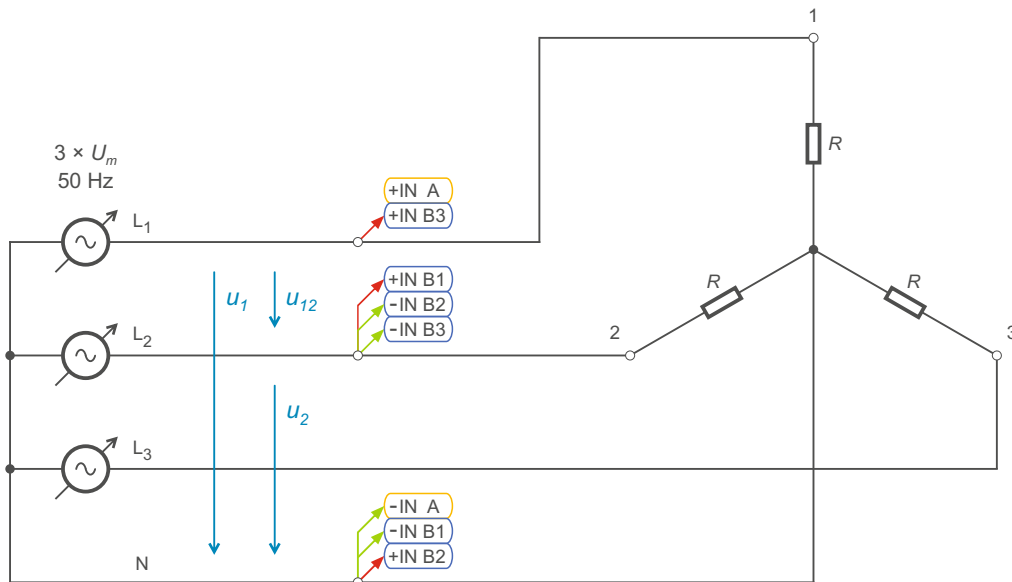 1
R
3 × Um
50 Hz
+IN A
+IN B3
L1
+IN B1
-IN B2
-IN B3
u1
u12
R
R
L2
2
3
u2
L3
-IN A
-IN B1
+IN B2
N